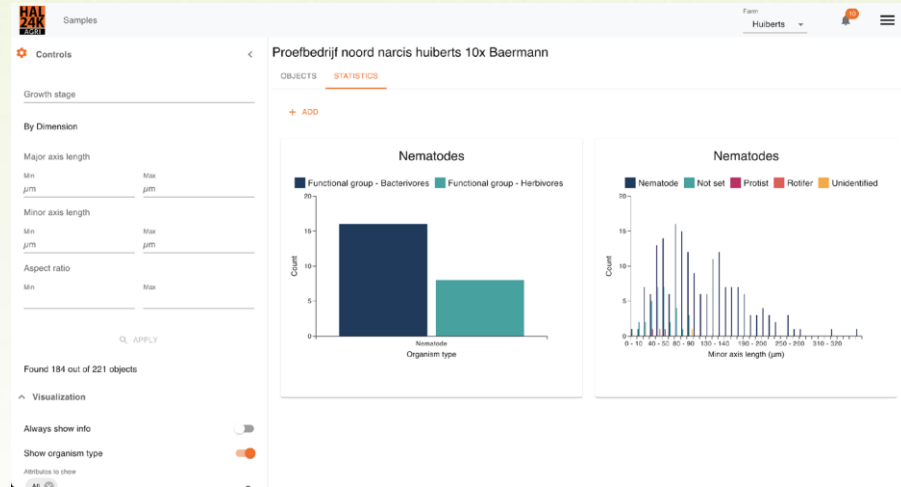 HAL
24K
AGRI
Samples
Farm
Huiberts
10
Controls
Growth stage
By Dimension
Major axis length
Min
Max
µm
µm
Minor axis length
Min
Max
µm
µm
Aspect ratio
Min
Max
APPLY
Found 184 out of 221 objects
Visualization
Always show info
Show organism type
Attributes to show
All
Proefbedrijf noord narcis huiberts 10x Baermann
OBJECTS STATISTICS
+ ADD
Nematodes
Functional group - Bacterivores Functional group - Herbivores
20
15
10
5
0
Count
Nematode
Organism type
Nematodes
Nematode Not set Protist Rotifer Unidentified
20
15
10
5
0
Count
0 - 10 40 - 50 80 - 90 130 - 140 190 - 200 250 - 260 310 - 320
Minor axis length (µm)